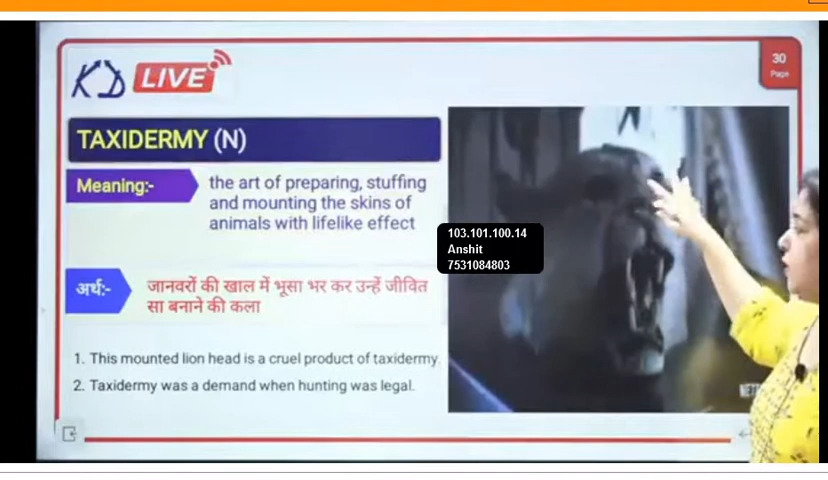 KD LIVE
30
Page
TAXIDERMY (N)
Meaning:-
the art of preparing, stuffing
and mounting the skins of
animals with lifelike effect
103.101.100.14
Anshit
7531084803
अर्थ:-
जानवरों की खाल में भूसा भर कर उन्हें जीवित
सा बनाने की कला
1. This mounted lion head is a cruel product of taxidermy.
2. Taxidermy was a demand when hunting was legal.